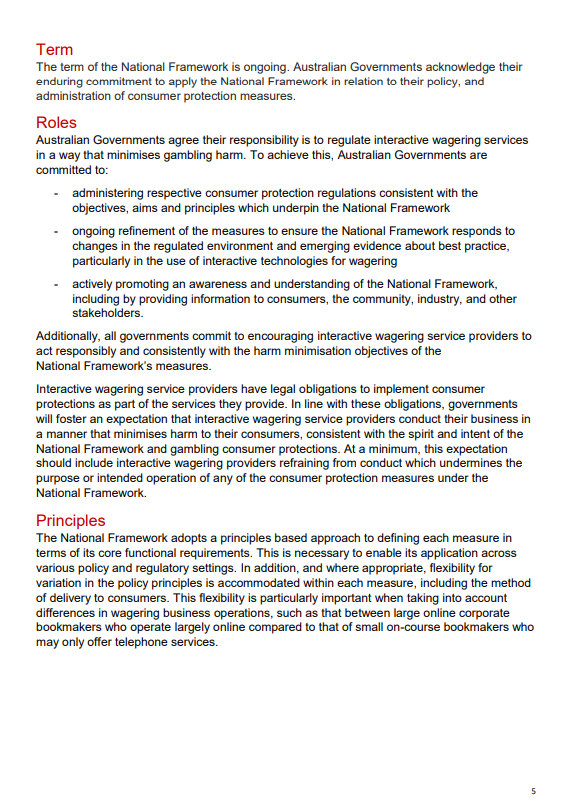 Term
The term of the National Framework is ongoing. Australian Governments acknowledge their
enduring commitment to apply the National Framework in relation to their policy, and
administration of consumer protection measures.
Roles
Australian Governments agree their responsibility is to regulate interactive wagering services
in a way that minimises gambling harm. To achieve this, Australian Governments are
committed to:
- administering respective consumer protection regulations consistent with the
objectives, aims and principles which underpin the National Framework
- ongoing refinement of the measures to ensure the National Framework responds to
changes in the regulated environment and emerging evidence about best practice,
particularly in the use of interactive technologies for wagering
- actively promoting an awareness and understanding of the National Framework,
including by providing information to consumers, the community, industry, and other
stakeholders.
Additionally, all governments commit to encouraging interactive wagering service providers to
act responsibly and consistently with the harm minimisation objectives of the
National Framework’s measures.
Interactive wagering service providers have legal obligations to implement consumer
protections as part of the services they provide. In line with these obligations, governments
will foster an expectation that interactive wagering service providers conduct their business in
a manner that minimises harm to their consumers, consistent with the spirit and intent of the
National Framework and gambling consumer protections. At a minimum, this expectation
should include interactive wagering providers refraining from conduct which undermines the
purpose or intended operation of any of the consumer protection measures under the
National Framework.
Principles
The National Framework adopts a principles based approach to defining each measure in
terms of its core functional requirements. This is necessary to enable its application across
various policy and regulatory settings. In addition, and where appropriate, flexibility for
variation in the policy principles is accommodated within each measure, including the method
of delivery to consumers. This flexibility is particularly important when taking into account
differences in wagering business operations, such as that between large online corporate
bookmakers who operate largely online compared to that of small on-course bookmakers who
may only offer telephone services.
5